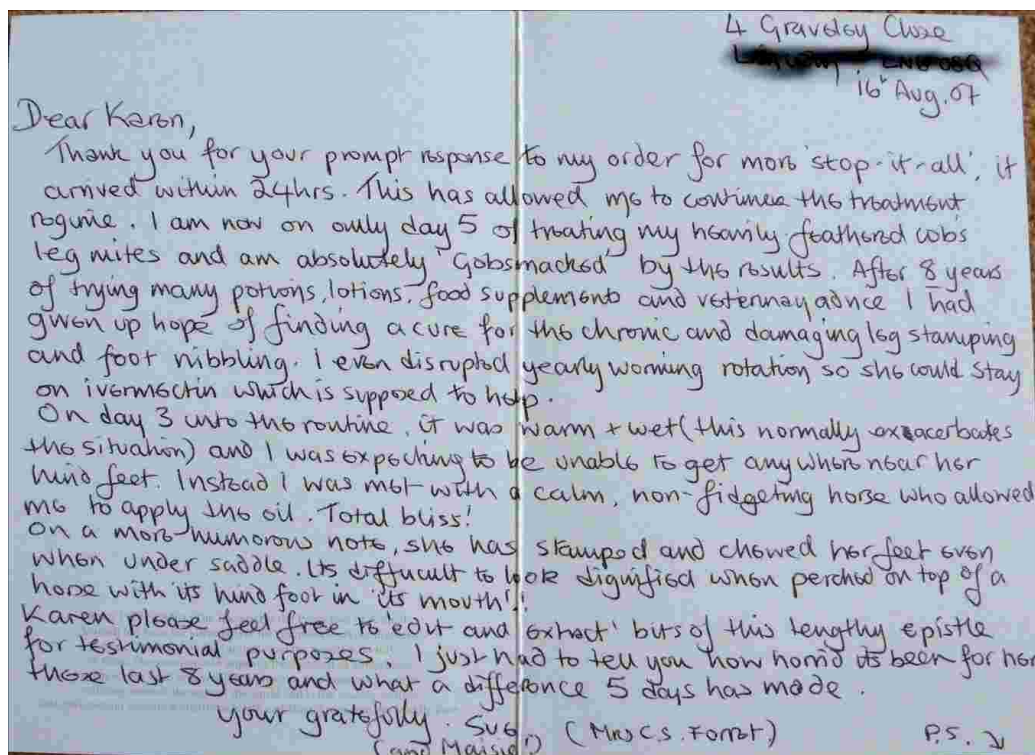 4 Graveley Close
16th Aug. 07
Dear Karen,
Thank you for your prompt response to my order for more 'stop-it-all', it
arrived within 24hrs. This has allowed me to continue the treatment
regime. I am now on only day 5 of treating my heavily feathered cobs
leg mites and am absolutely 'Gobsmacked' by the results. After 8 years
of trying many potions, lotions, food supplements and veterinay advice I had
given up hope of finding a cure for the chronic and damaging leg stamping
and foot nibbling. I even disrupted yearly worming rotation so she could stay
on ivermectin which is supposed to help.
On day 3 into the routine, it was warm + wet (this normally exacerbates
the situation) and I was expecting to be unable to get any where near her
hind feet. Instead I was met with a calm, non-fidgeting horse who allowed
me to apply the oil. Total bliss!
On a more humorous note, she has stamped and chewed her feet even
when under saddle. Its difficult to look dignified when perched on top of a
horse with its hind foot in its mouth!!
Karen please feel free to 'edit and extract' bits of this lengthy epistle
for testimonial purposes. I just had to tell you how horrid its been for her
these last 8 years and what a difference 5 days has made.
Your gratefully. Sue (Mrs C S. Forret) P.S. ↘
(and Maisie!)